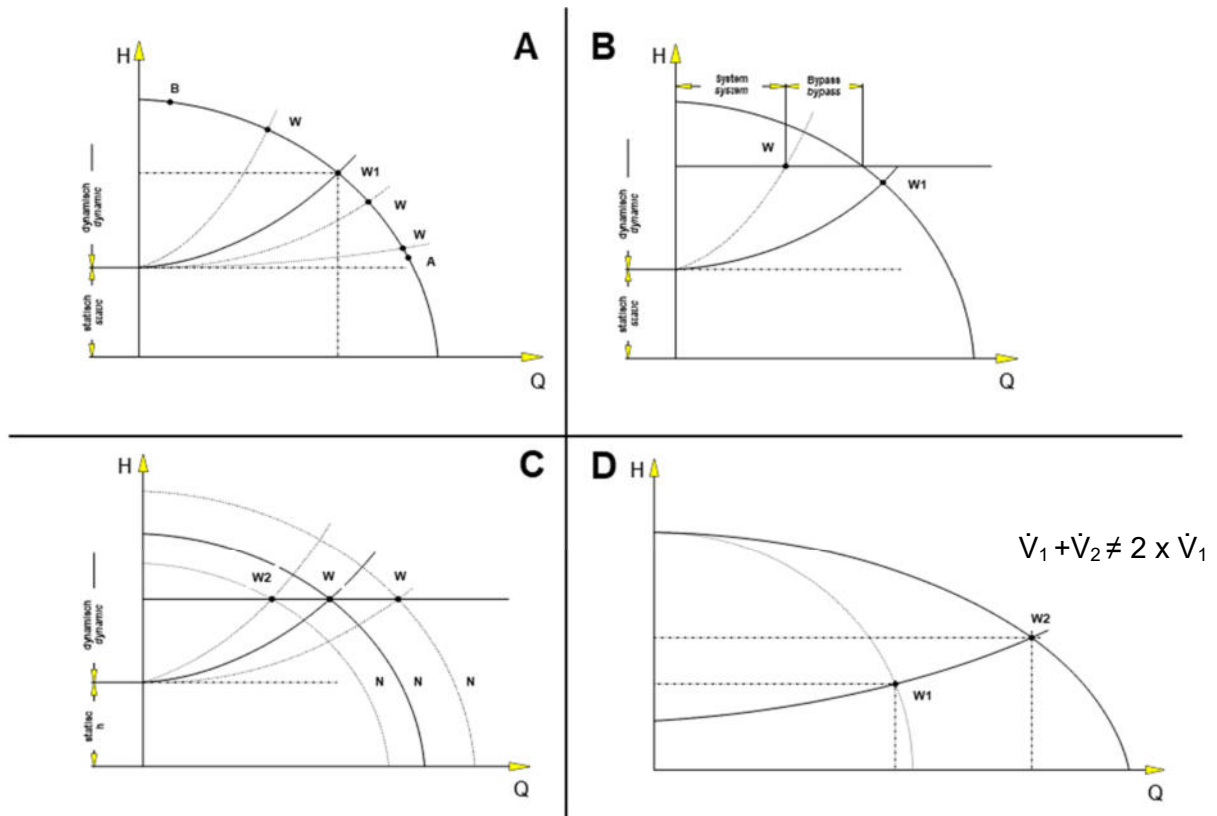 A
H
B
W
W1
W
W
A
dynamisch
dynamic
statisch
static
Q
B
H
System
system
Bypass
bypass
W
W1
dynamisch
dynamic
statisch
static
Q
C
H
W2
W
W
N
N
N
dynamisch
dynamic
statisc
h
Q
D
H
V̇₁ +V̇₂ ≠ 2 x V̇₁
W2
W1
Q